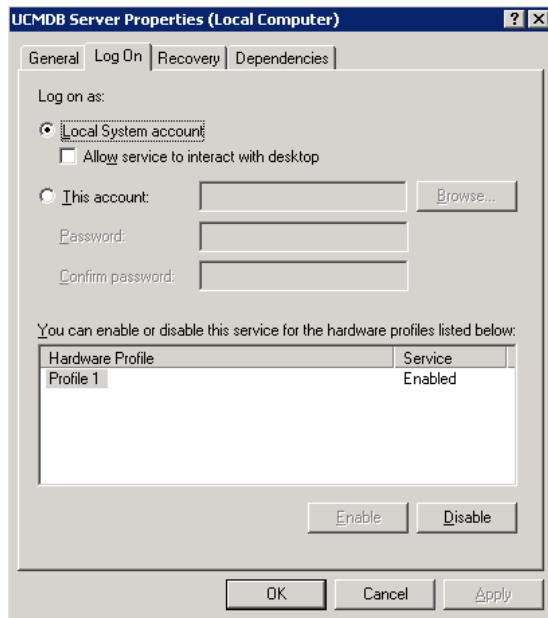 UCMDB Server Properties (Local Computer)
General Log On Recovery Dependencies
Log on as:
Local System account
Allow service to interact with desktop
This account:
Browse...
Password:
Confirm password:
You can enable or disable this service for the hardware profiles listed below:
Hardware Profile Service
Profile 1 Enabled
Enable Disable
OK Cancel Apply